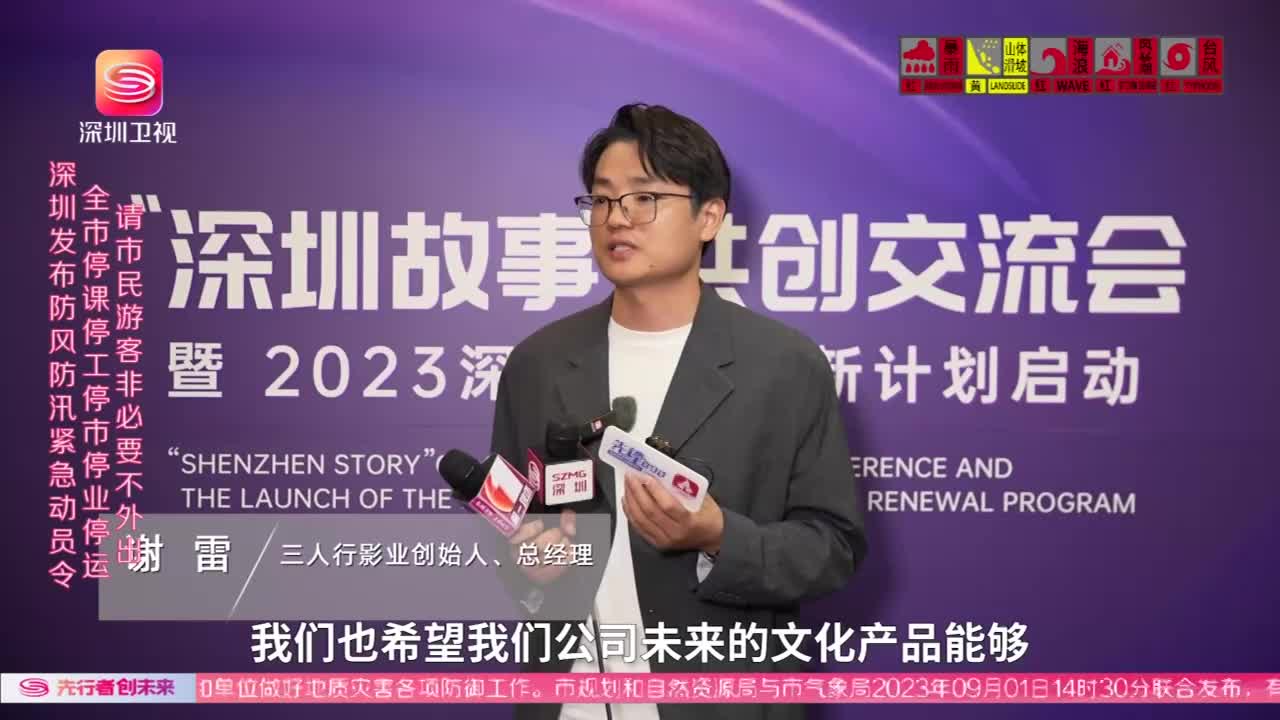 深圳卫视
暴雨
红
山体滑坡
黄 LANDSLIDE
海浪
红 WAVE
红
台风
红
深圳发布防风防汛紧急动员令
全市停课停工停市停业停运
请市民游客非必要不外出
“深圳故事 共创交流会
暨 2023深 新计划启动
“SHENZHEN STORY” ERENCE AND
THE LAUNCH OF THE RENEWAL PROGRAM
SZMG
深圳
先锋
谢 雷
三人行影业创始人、总经理
我们也希望我们公司未来的文化产品能够
先行者创未来
和单位做好地质灾害各项防御工作。市规划和自然资源局与市气象局2023年09月01日14时30分联合发布，有